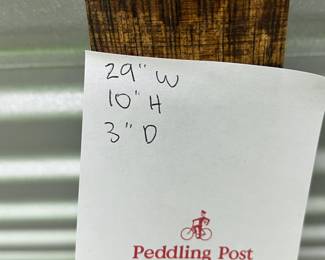 29" W
10" H
3" D
Peddling Post